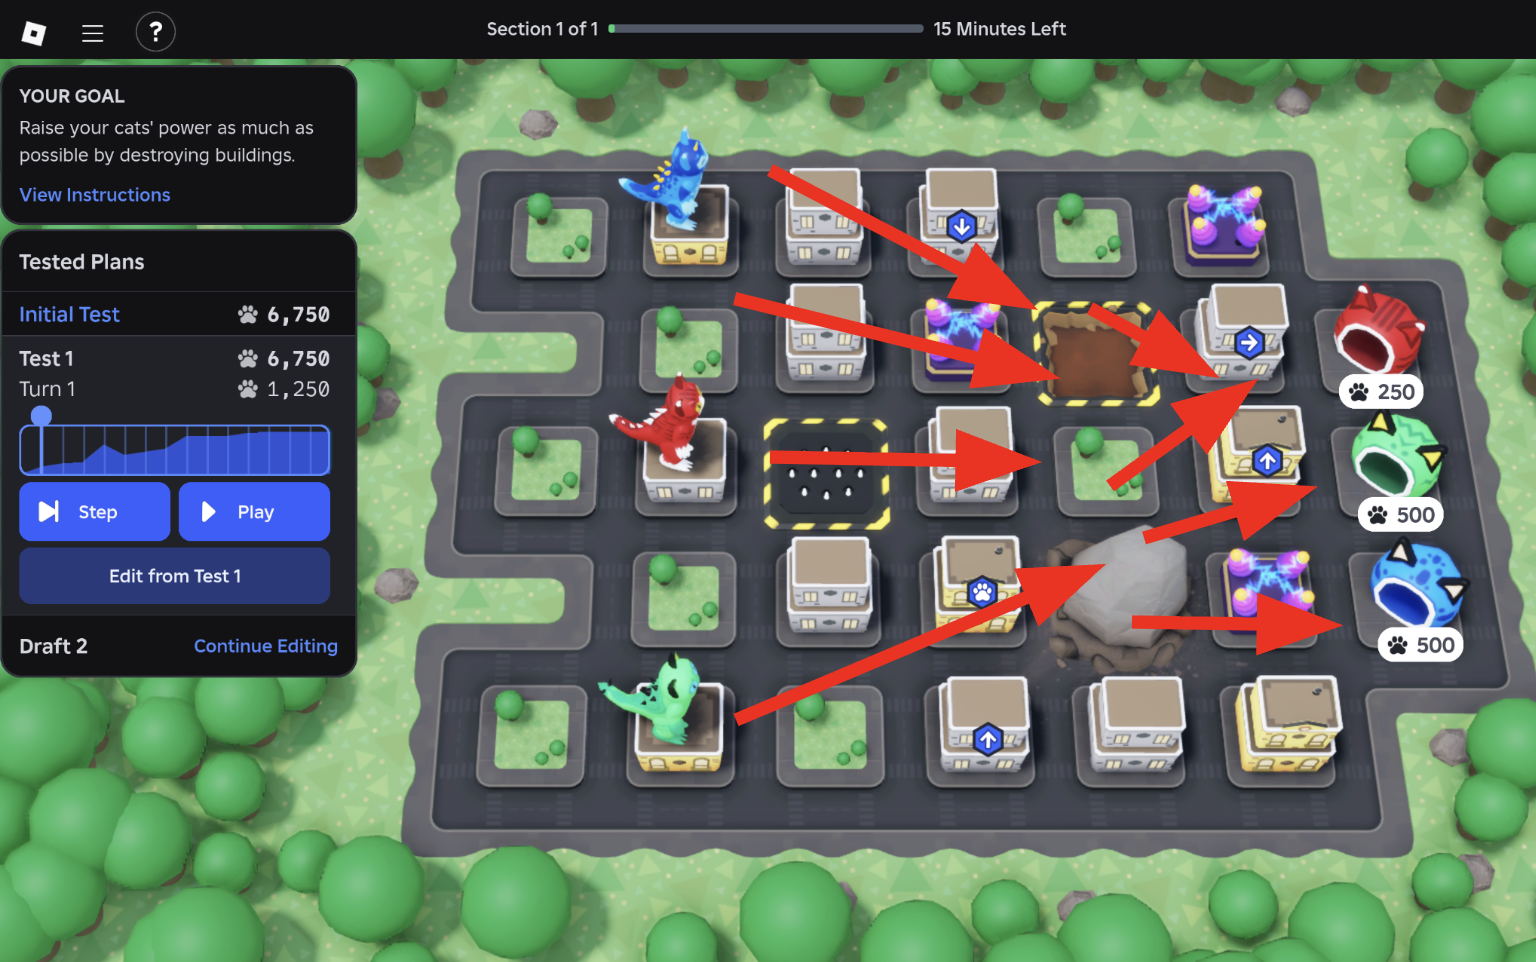 ?
Section 1 of 1
15 Minutes Left
YOUR GOAL
Raise your cats' power as much as
possible by destroying buildings.
View Instructions
Tested Plans
Initial Test 6,750
Test 1 6,750
Turn 1 1,250
Step
Play
Edit from Test 1
Draft 2
Continue Editing
250
500
500